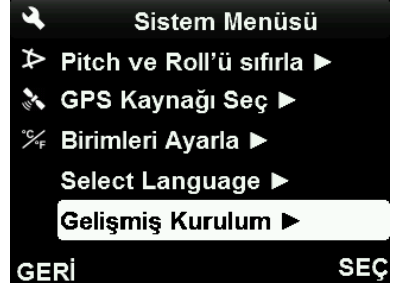 Sistem Menüsü
Pitch ve Roll'ü sıfırla ►
GPS Kaynağı Seç ►
°C/°F Birimleri Ayarla ►
Select Language ►
Gelişmiş Kurulum ►
GERİ SEÇ